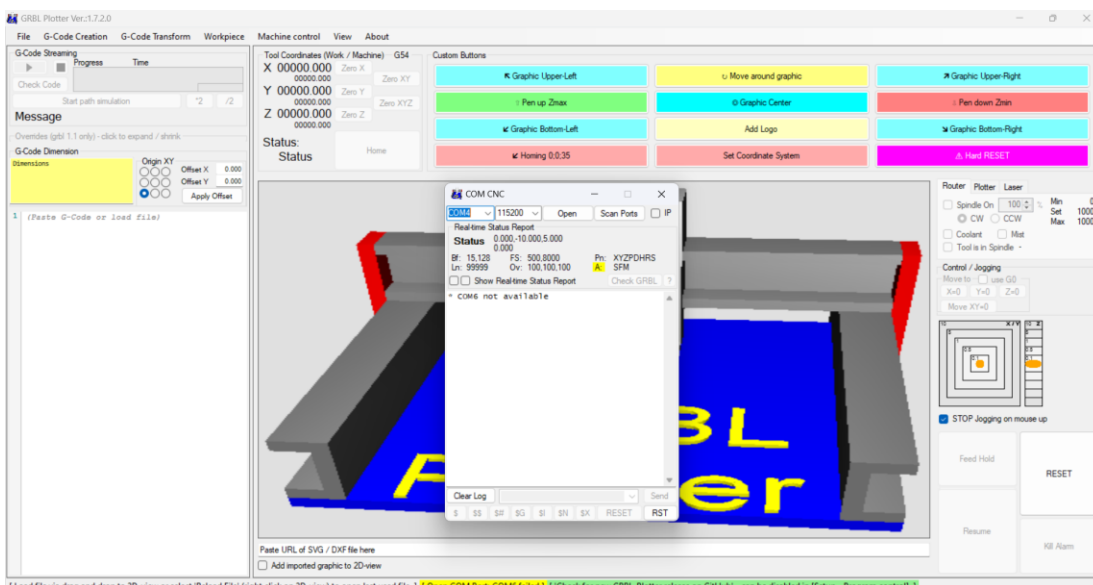 GRBL Plotter Ver.:1.7.2.0
File G-Code Creation G-Code Transform Workpiece Machine control View About
G-Code Streaming
Progress Time
Check Code
Start path simulation *2 /2
Message
Overrides (grbl 1.1 only) - click to expand / shrink
G-Code Dimension
Dimensions
Origin XY
Offset X 0.000
Offset Y 0.000
Apply Offset
1 (Paste G-Code or load file)
Tool Coordinates (Work / Machine) G54
X 00000.000 Zero X
00000.000 Zero XY
Y 00000.000 Zero Y
00000.000 Zero XYZ
Z 00000.000 Zero Z
00000.000
Status:
Status
Home
Custom Buttons
Graphic Upper-Left
Move around graphic
Graphic Upper-Right
Pen up Zmax
Graphic Center
Pen down Zmin
Graphic Bottom-Left
Add Logo
Graphic Bottom-Right
Homing 0;0;35
Set Coordinate System
Hard RESET
COM CNC
COM4 115200 Open Scan Ports IP
Real-time Status Report
Status 0.000,-10.000,5.000
0.000
Bf: 15,128 FS: 500,8000 Pn: XYZPDHRS
Ln: 99999 Ov: 100,100,100 A: SFM
Show Real-time Status Report Check GRBL ?
* COM6 not available
Clear Log Send
$ $$ $# $G $I $N $X RESET RST
BL
P er
Paste URL of SVG / DXF file here
Add imported graphic to 2D-view
Router Plotter Laser
Spindle On 100 %
CW CCW
Coolant Mist
Tool is in Spindle -
Min 0
Set 1000
Max 1000
Control / Jogging
Move to use G0
X=0 Y=0 Z=0
Move XY=0
10 X / Y 10 Z
STOP Jogging on mouse up
Feed Hold
RESET
Resume
Kill Alarm